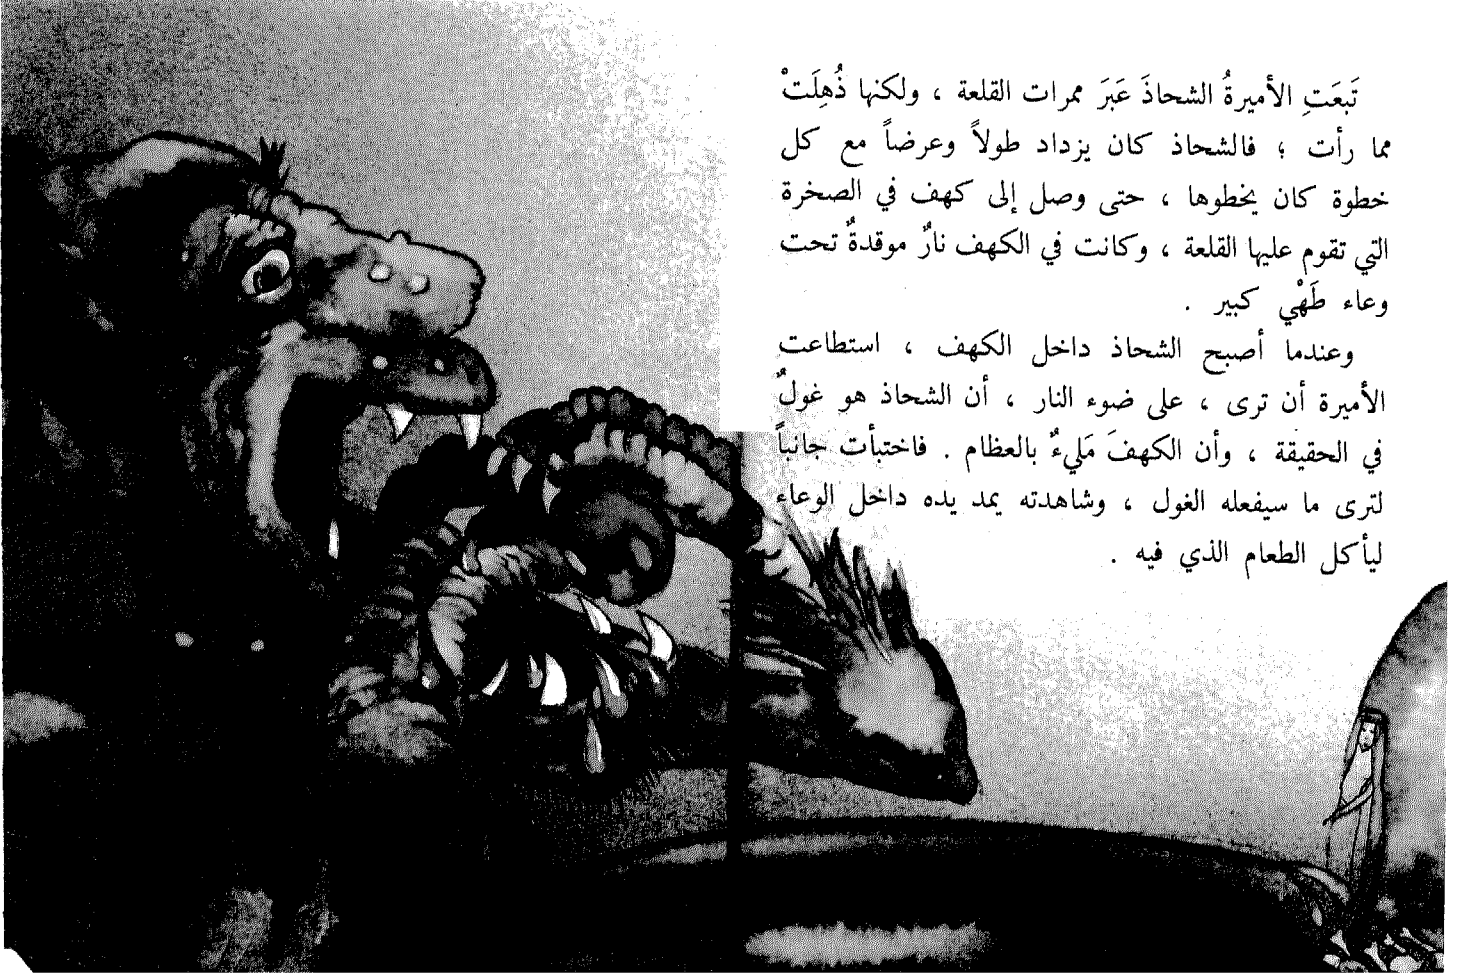 تَبعَتِ الأميرةُ الشحاذَ عَبَرَ ممرات القلعة ، ولكنها ذُهِلَتْ
مما رأت ؛ فالشحاذ كان يزداد طولاً وعرضاً مع كل
خطوة كان يخطوها ، حتى وصل إلى كهف في الصخرة
التي تقوم عليها القلعة ، وكانت في الكهف نارٌ موقدةٌ تحت
وعاء طَهْي كبير .
وعندما أصبح الشحاذ داخل الكهف ، استطاعت
الأميرة أن ترى ، على ضوء النار ، أن الشحاذ هو غولٌ
في الحقيقة ، وأن الكهفَ مَليءٌ بالعظام . فاختبأت جانباً
لترى ما سيفعله الغول ، وشاهدته يمد يده داخل الوعاء
ليأكل الطعام الذي فيه .